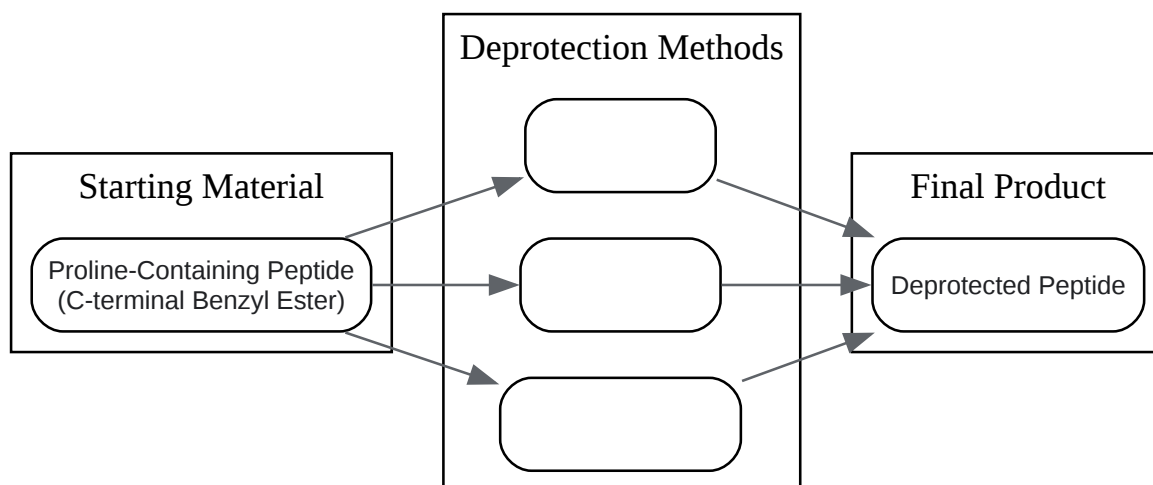 Deprotection Methods
Starting Material
Proline-Containing Peptide
(C-terminal Benzyl Ester)
Final Product
Deprotected Peptide